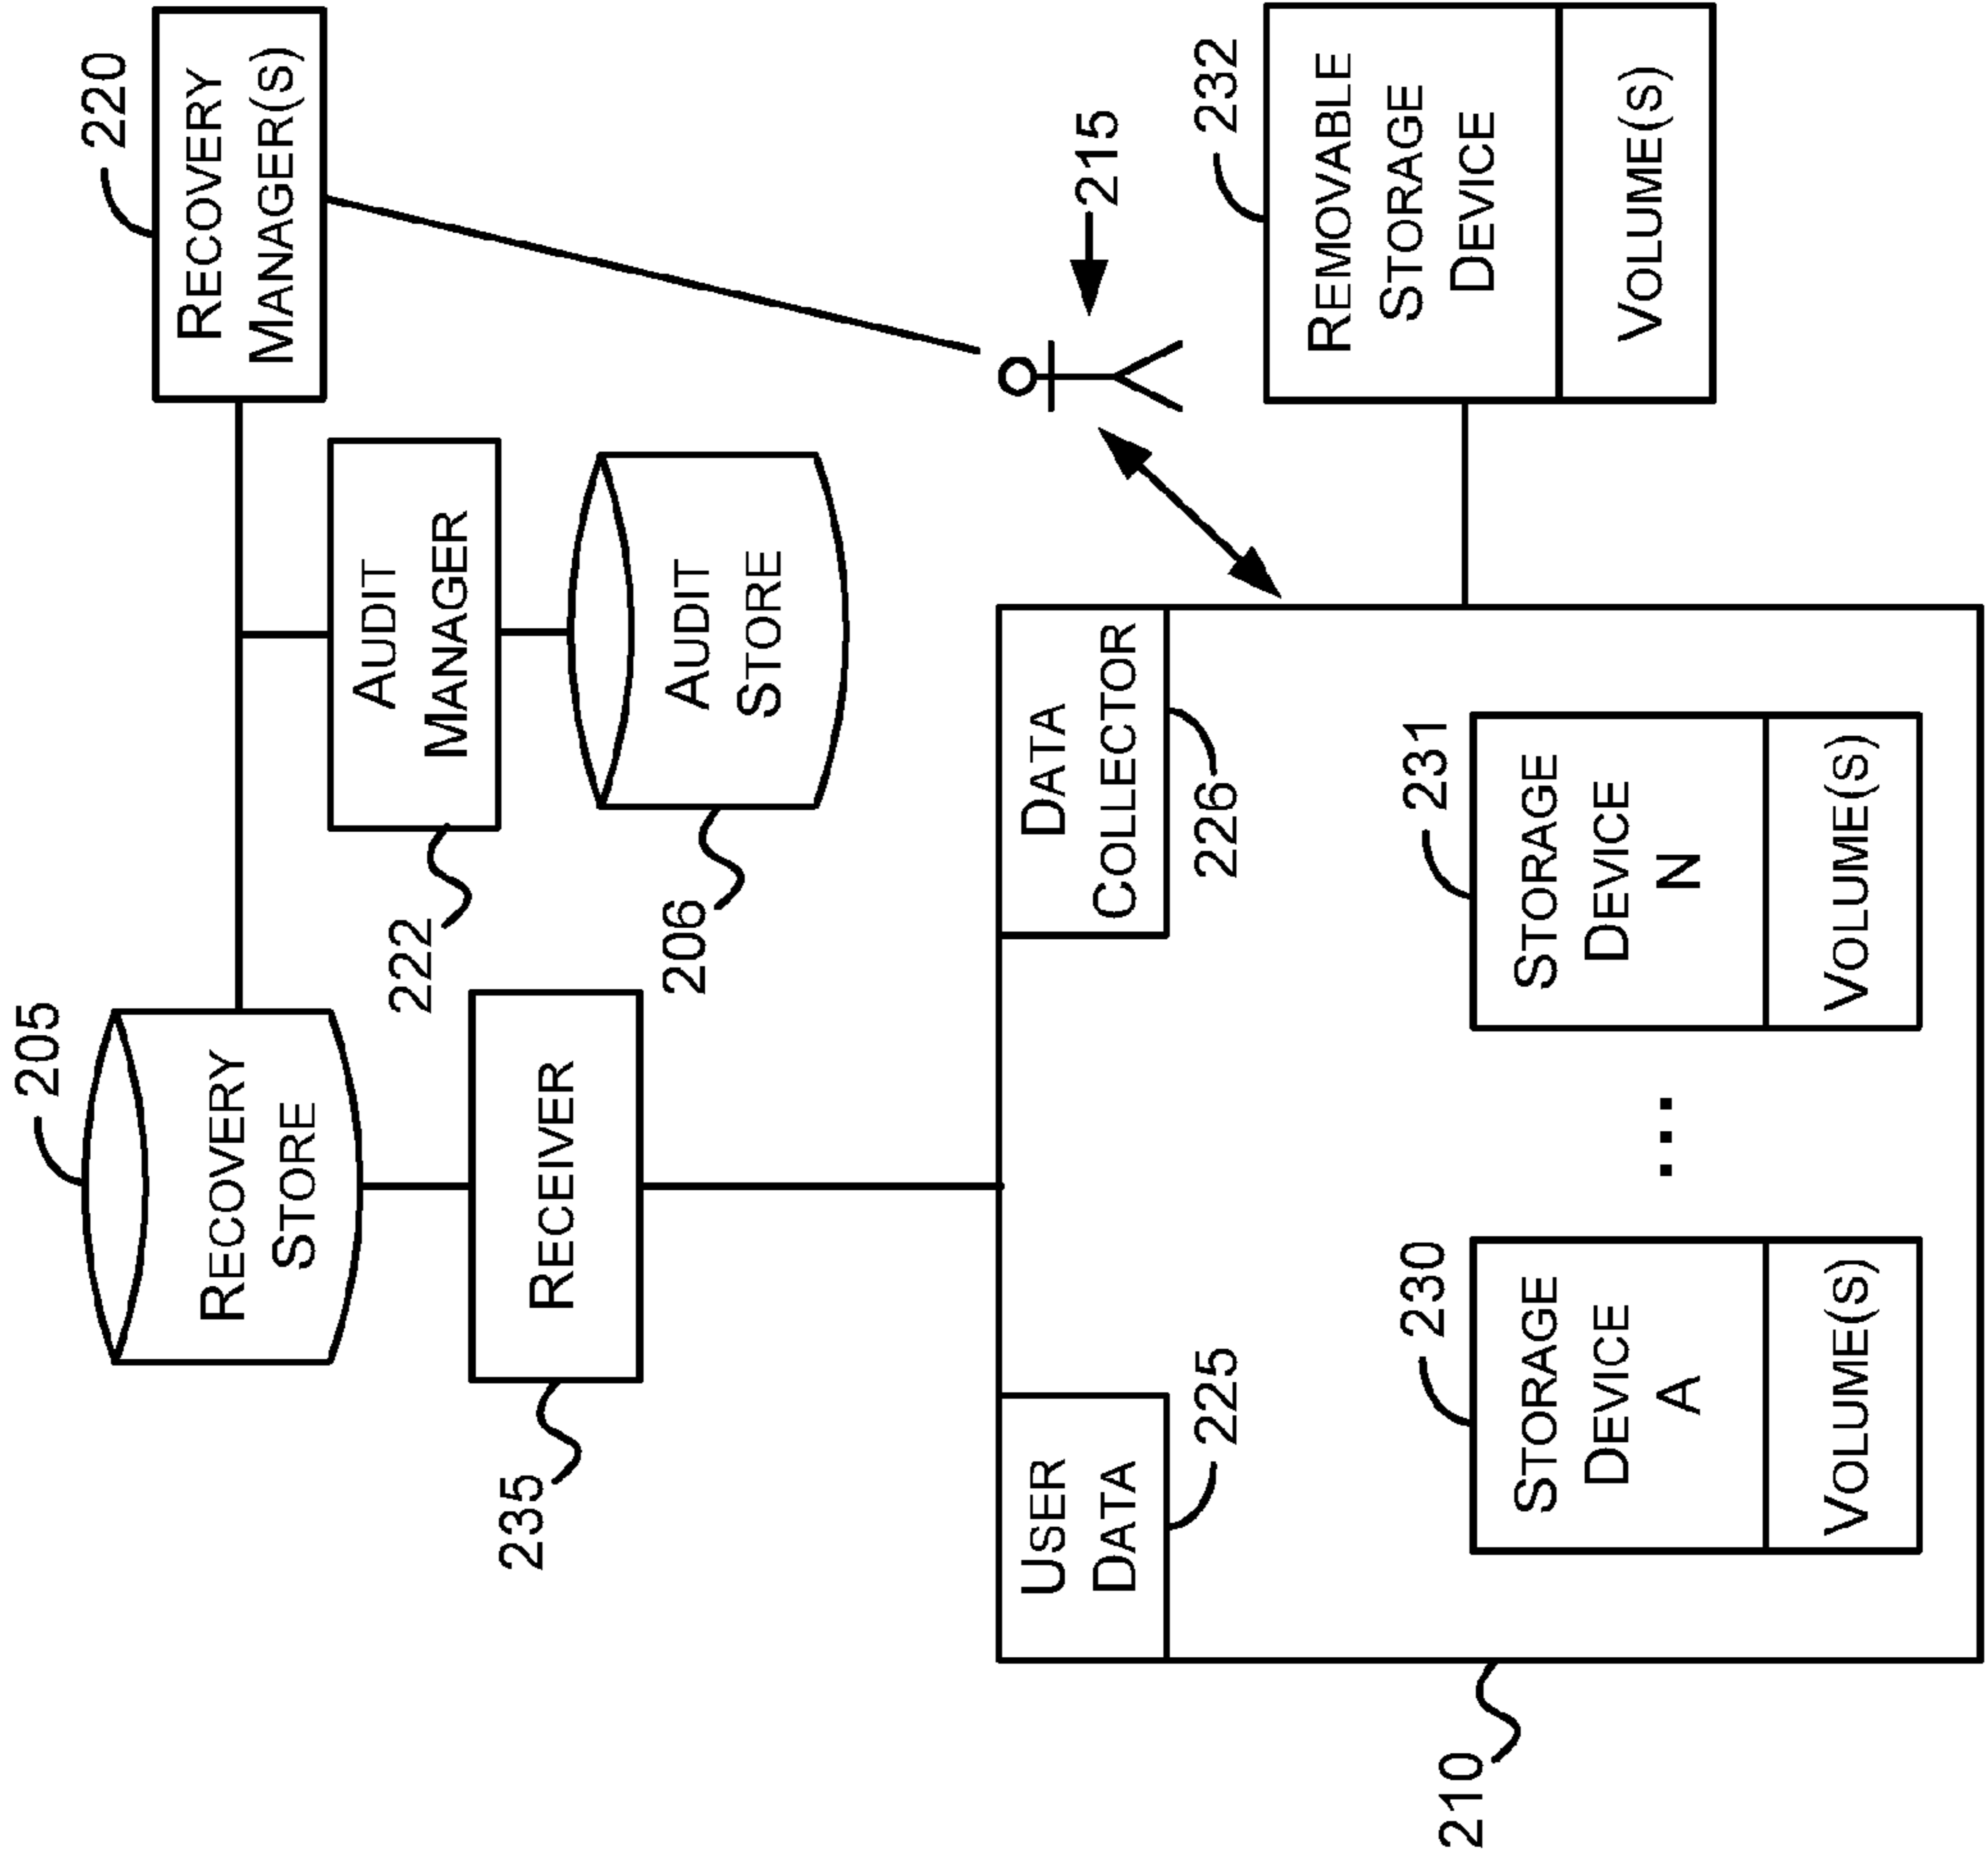 205
RECOVERY
STORE
220
RECOVERY
MANAGER(S)
222
AUDIT
MANAGER
206
AUDIT
STORE
235
RECEIVER
215
210
USER
DATA
225
DATA
COLLECTOR
226
230
STORAGE
DEVICE
A
VOLUME(S)
...
231
STORAGE
DEVICE
N
VOLUME(S)
232
REMOVABLE
STORAGE
DEVICE
VOLUME(S)